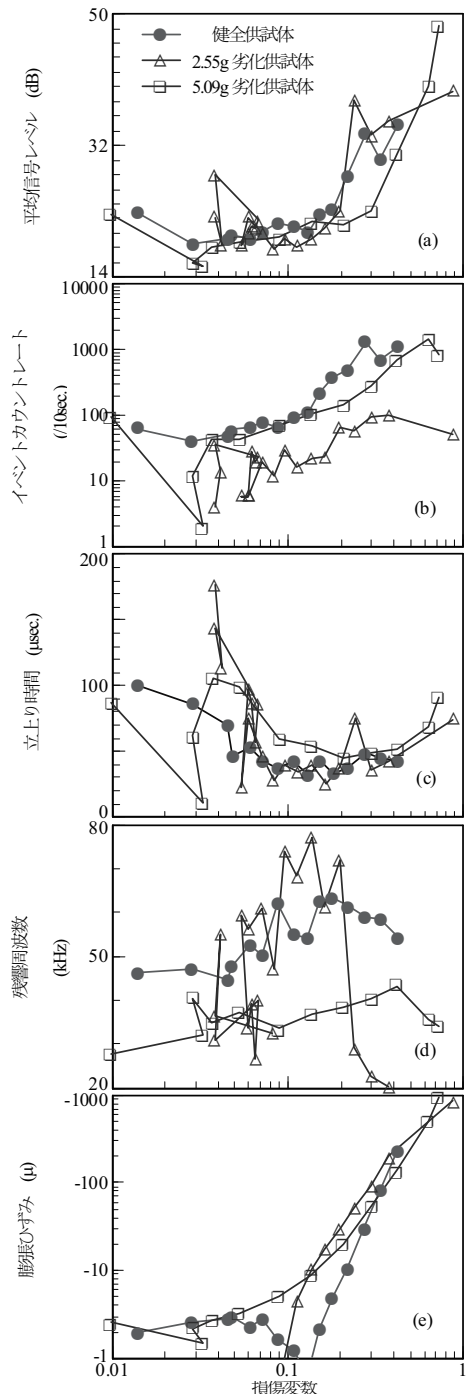 50
健全供試体
2.55g 劣化供試体
5.09g 劣化供試体
平均信号レベル (dB)
32
(a)
14
10000
1000
イベントカウントレート
(/10sec.)
100
10
(b)
1
200
立上り時間 (μsec.)
100
(c)
0
80
残響周波数
(kHz)
50
(d)
20
-1000
膨張ひずみ (μ)
-100
-10
(e)
-1
0.01
0.1
1
損傷変数